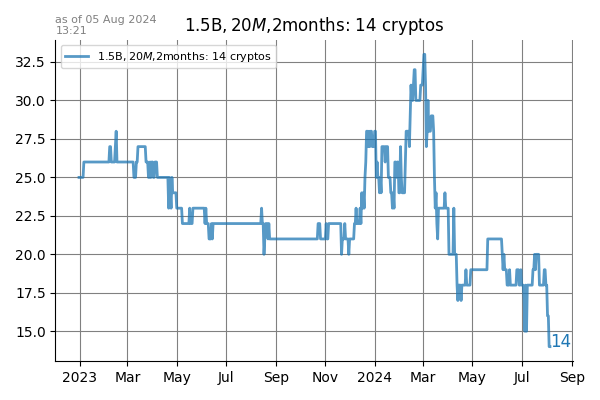 as of 05 Aug 2024
13:21
1.5B, 20M,2months: 14 cryptos
1.5B, 20M,2months: 14 cryptos
32.5
30.0
27.5
25.0
22.5
20.0
17.5
15.0
14
2023 Mar May Jul Sep Nov 2024 Mar May Jul Sep